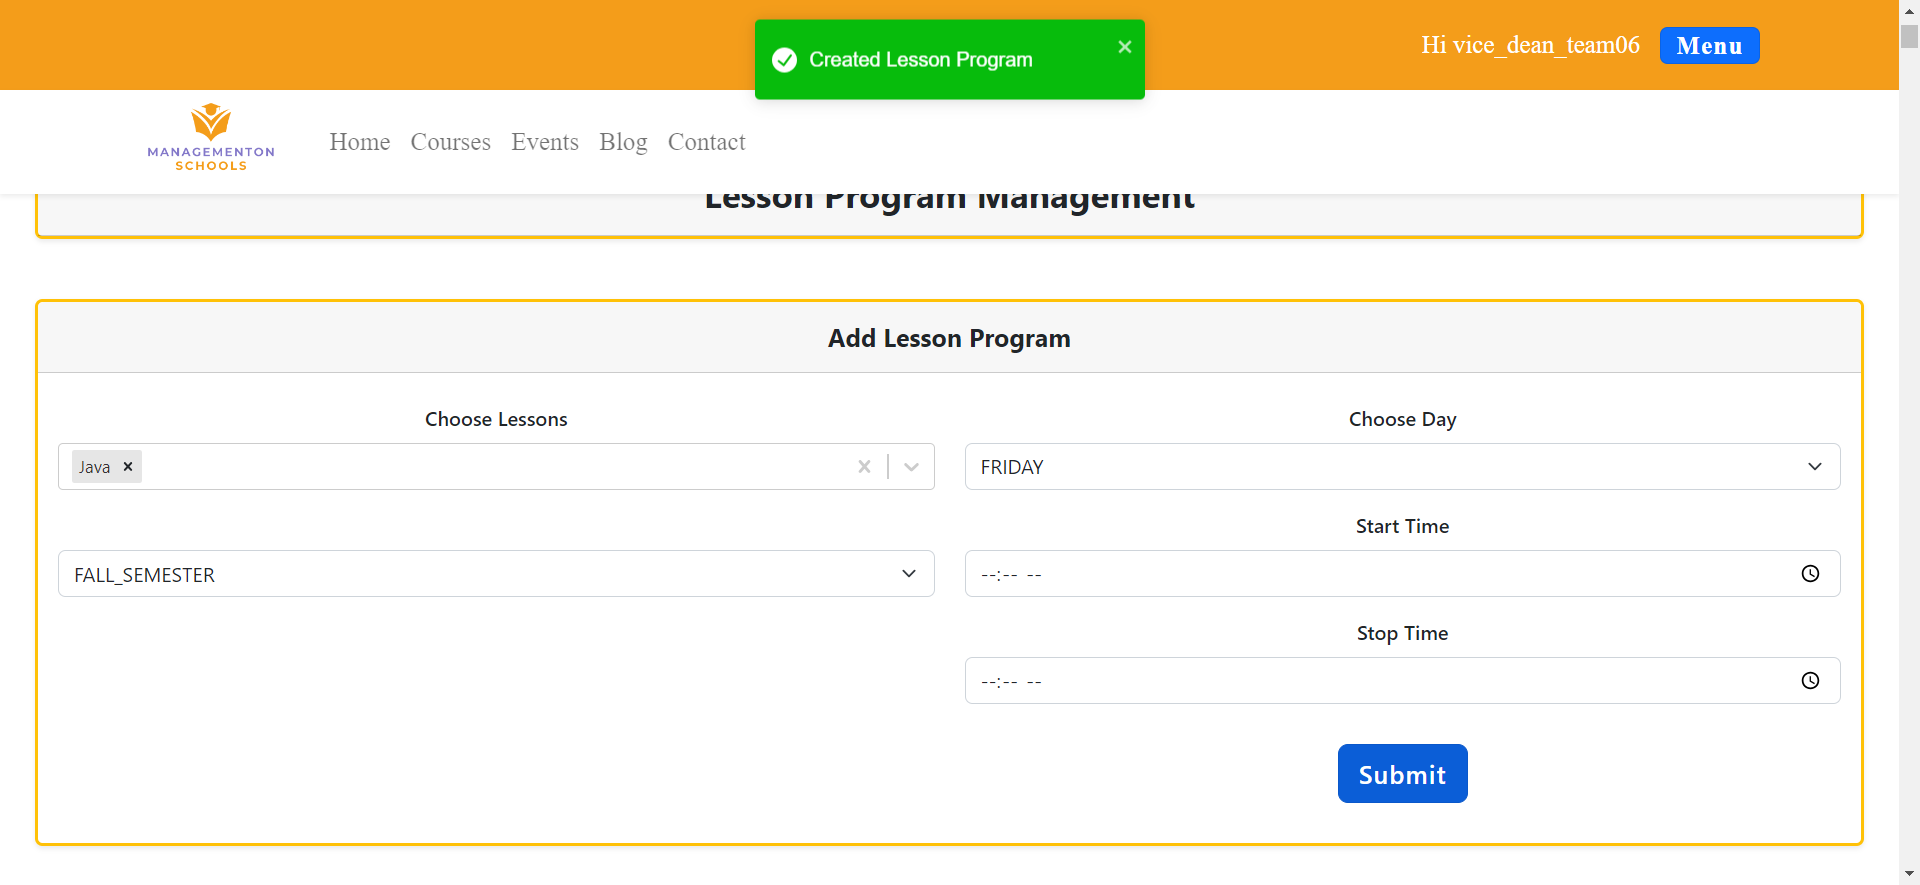 Created Lesson Program
Hi vice_dean_team06
Menu
MANAGEMENTON
SCHOOLS
Home Courses Events Blog Contact
Lesson Program Management
Add Lesson Program
Choose Lessons
Java
Choose Day
FRIDAY
FALL_SEMESTER
Start Time
--:-- --
Stop Time
--:-- --
Submit